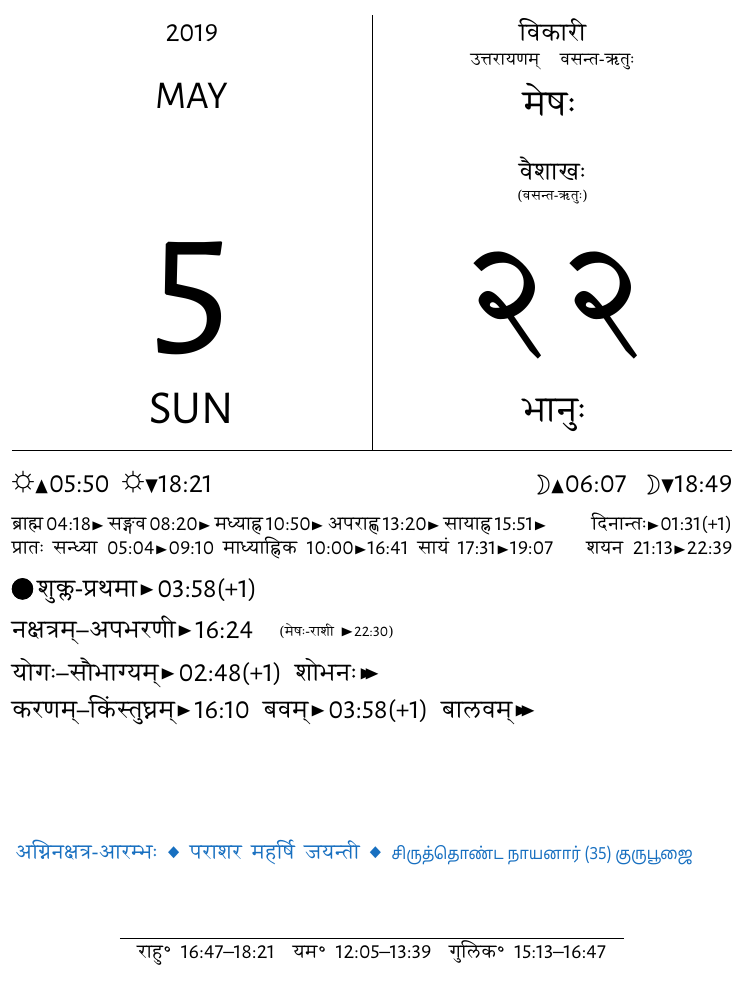 2019
MAY
5
SUN
विकारी
उत्तरायणम् वसन्त-ऋतुः
मेषः
वैशाखः
(वसन्त-ऋतुः)
२२
भानुः
☼▲05:50 ☼▼18:21 ☽▲06:07 ☽▼18:49
ब्राह्म 04:18► सङ्गव 08:20► मध्याह्न 10:50► अपराह्ण 13:20► सायाह्न 15:51► दिनान्तः►01:31(+1)
प्रातः सन्ध्या 05:04►09:10 माध्याह्निक 10:00►16:41 सायं 17:31►19:07 शयन 21:13►22:39
●शुक्ल-प्रथमा►03:58(+1)
नक्षत्रम्–अपभरणी►16:24 (मेषः-राशी ►22:30)
योगः–सौभाग्यम्►02:48(+1) शोभनः►►
करणम्–किंस्तुघ्नम्►16:10 बवम्►03:58(+1) बालवम्►►
अग्निनक्षत्र-आरम्भः ◆ पराशर महर्षि जयन्ती ◆ சிருத்தொண்ட நாயனார் (35) குருபூஜை
राहु° 16:47–18:21 यम° 12:05–13:39 गुलिक° 15:13–16:47